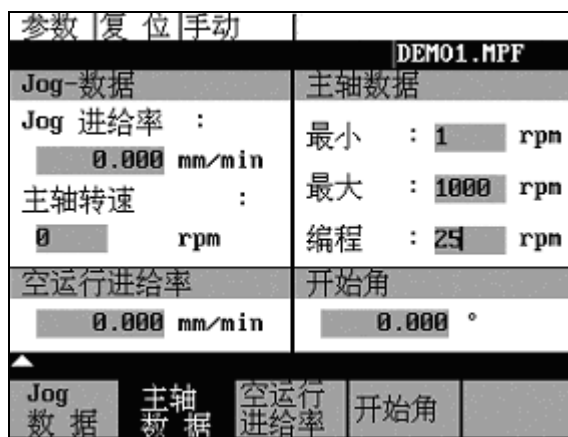 参数 复 位 手动
DEMO1.MPF
Jog-数据
Jog 进给率 :
0.000 mm/min
主轴转速 :
0 rpm
主轴数据
最小 : 1 rpm
最大 : 1000 rpm
编程 : 25 rpm
空运行进给率
0.000 mm/min
开始角
0.000 °
Jog 数 据
主轴 数 据
空运行 进给率
开始角